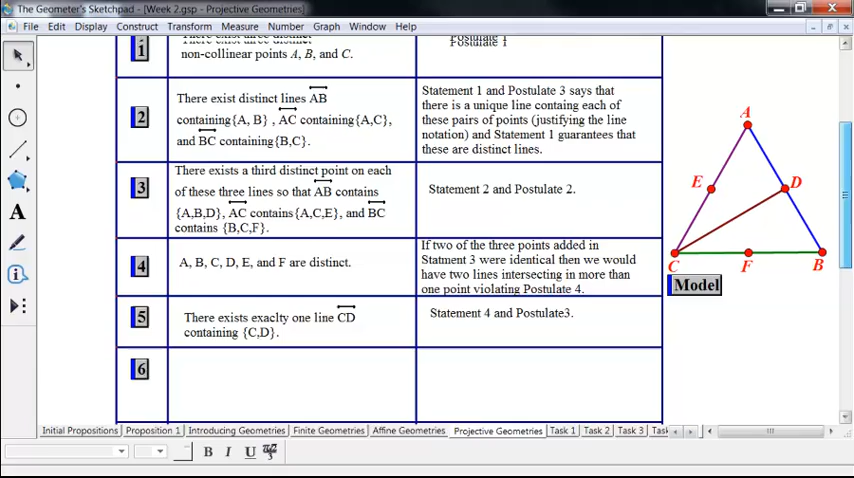 The Geometer's Sketchpad - [Week 2.gsp - Projective Geometries]
File Edit Display Construct Transform Measure Number Graph Window Help
1 There exist three distinct Postulate 1
non-collinear points A, B, and C.
2
There exist distinct lines AB
containing{A, B} , AC containing{A,C},
and BC containing{B,C}.
Statement 1 and Postulate 3 says that
there is a unique line containg each of
these pairs of points (justifying the line
notation) and Statement 1 guarantees that
these are distinct lines.
3
There exists a third distinct point on each
of these three lines so that AB contains
{A,B,D}, AC contains{A,C,E}, and BC
contains {B,C,F}.
Statement 2 and Postulate 2.
4
A, B, C, D, E, and F are distinct.
If two of the three points added in
Statment 3 were identical then we would
have two lines intersecting in more than
one point violating Postulate 4.
5
There exists exaclty one line CD
containing {C,D}.
Statement 4 and Postulate3.
6
A
E D
C F B
Model
Initial Propositions Proposition 1 Introducing Geometries Finite Geometries Affine Geometries Projective Geometries Task 1 Task 2 Task 3 Task
B I U